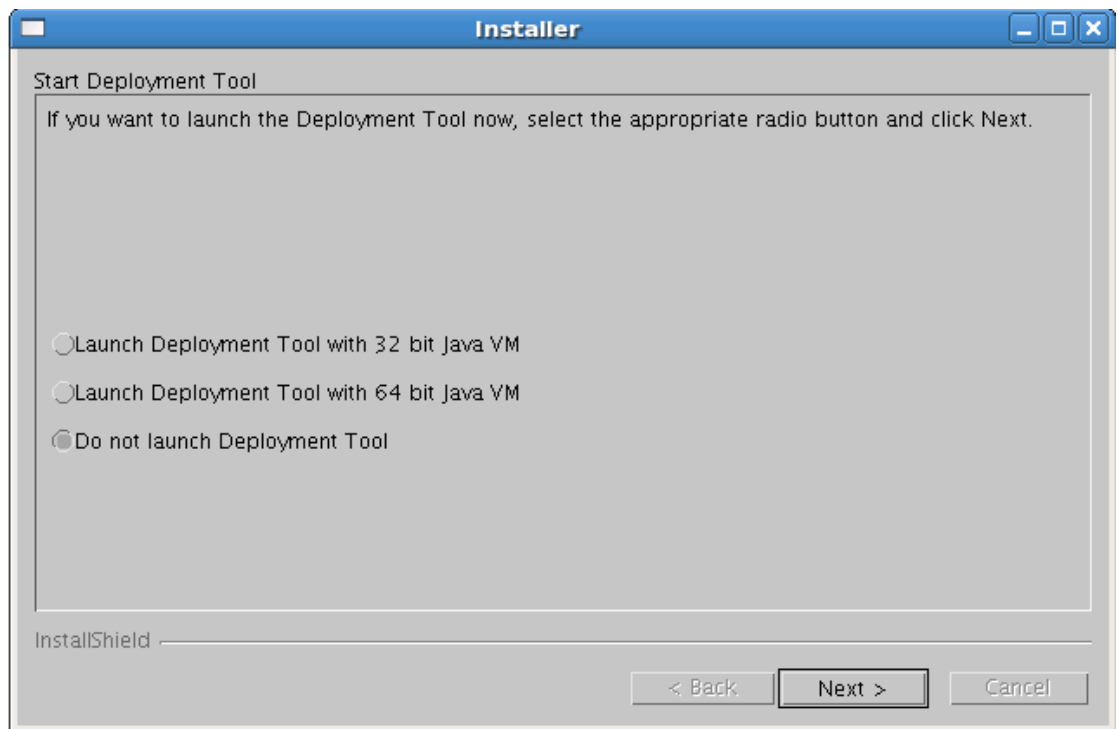 Installer
Start Deployment Tool
If you want to launch the Deployment Tool now, select the appropriate radio button and click Next.
Launch Deployment Tool with 32 bit Java VM
Launch Deployment Tool with 64 bit Java VM
Do not launch Deployment Tool
InstallShield
< Back
Next >
Cancel